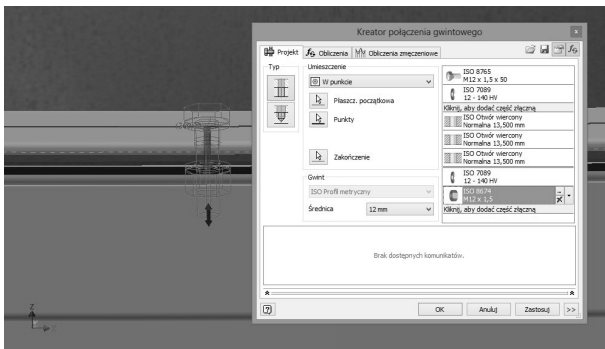 Kreator połączenia gwintowego
Projekt
Obliczenia
Obliczenia zmęczeniowe
Typ
Umieszczenie
W punkcie
Płaszcz. początkowa
Punkty
Zakończenie
Gwint
ISO Profil metryczny
Średnica
12 mm
ISO 8765
M12 x 1,5 x 50
ISO 7089
12 - 140 HV
Kliknij, aby dodać część złączną
ISO Otwór wiercony
Normalna 13,500 mm
ISO Otwór wiercony
Normalna 13,500 mm
ISO Otwór wiercony
Normalna 13,500 mm
ISO 7089
12 - 140 HV
ISO 8674
M12 x 1,5
Kliknij, aby dodać część złączną
Brak dostępnych komunikatów.
OK
Anuluj
Zastosuj
>>
Z
X